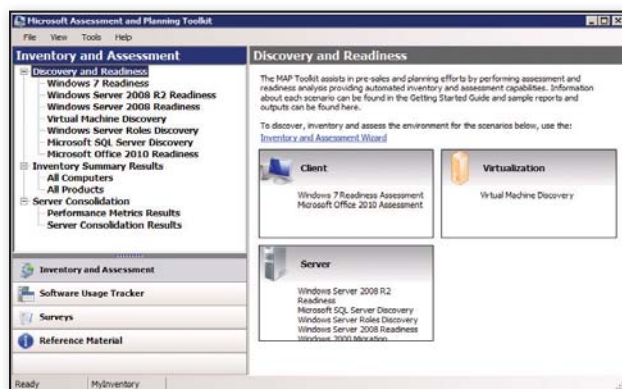 Microsoft Assessment and Planning Toolkit
File View Tools Help
Inventory and Assessment
Discovery and Readiness
Windows 7 Readiness
Windows Server 2008 R2 Readiness
Windows Server 2008 Readiness
Virtual Machine Discovery
Windows Server Roles Discovery
Microsoft SQL Server Discovery
Microsoft Office 2010 Readiness
Inventory Summary Results
All Computers
All Products
Server Consolidation
Performance Metrics Results
Server Consolidation Results
Inventory and Assessment
Software Usage Tracker
Surveys
Reference Material
Discovery and Readiness
The MAP Toolkit assists in pre-sales and planning efforts by performing assessment and
readiness analysis providing automated inventory and assessment capabilities. Information
about each scenario can be found in the Getting Started Guide and sample reports and
outputs can be found here.
To discover, inventory and assess the environment for the scenarios below, use the:
Inventory and Assessment Wizard
Client
Windows 7 Readiness Assessment
Microsoft Office 2010 Assessment
Virtualization
Virtual Machine Discovery
Server
Windows Server 2008 R2
Readiness
Microsoft SQL Server Discovery
Windows Server Roles Discovery
Windows Server 2008 Readiness
Windows 2000 Migration
Ready MyInventory